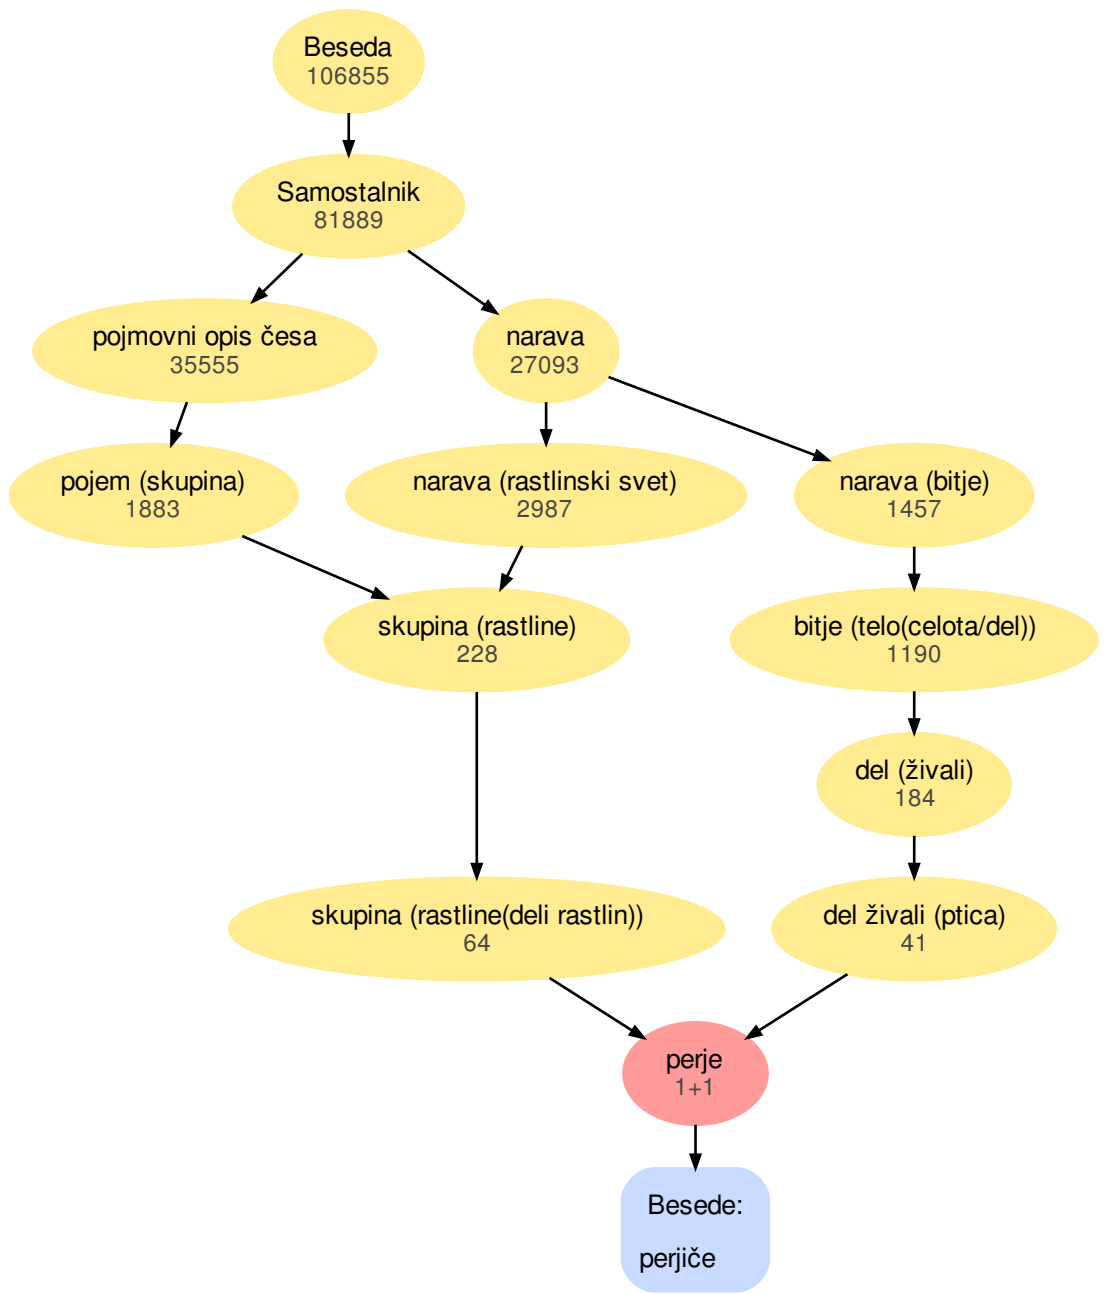 Beseda
106855
Samostalnik
81889
pojmovni opis česa
35555
narava
27093
pojem (skupina)
1883
narava (rastlinski svet)
2987
narava (bitje)
1457
skupina (rastline)
228
bitje (telo(celota/del))
1190
del (živali)
184
skupina (rastline(deli rastlin))
64
del živali (ptica)
41
perje
1+1
Besede:
perjiče